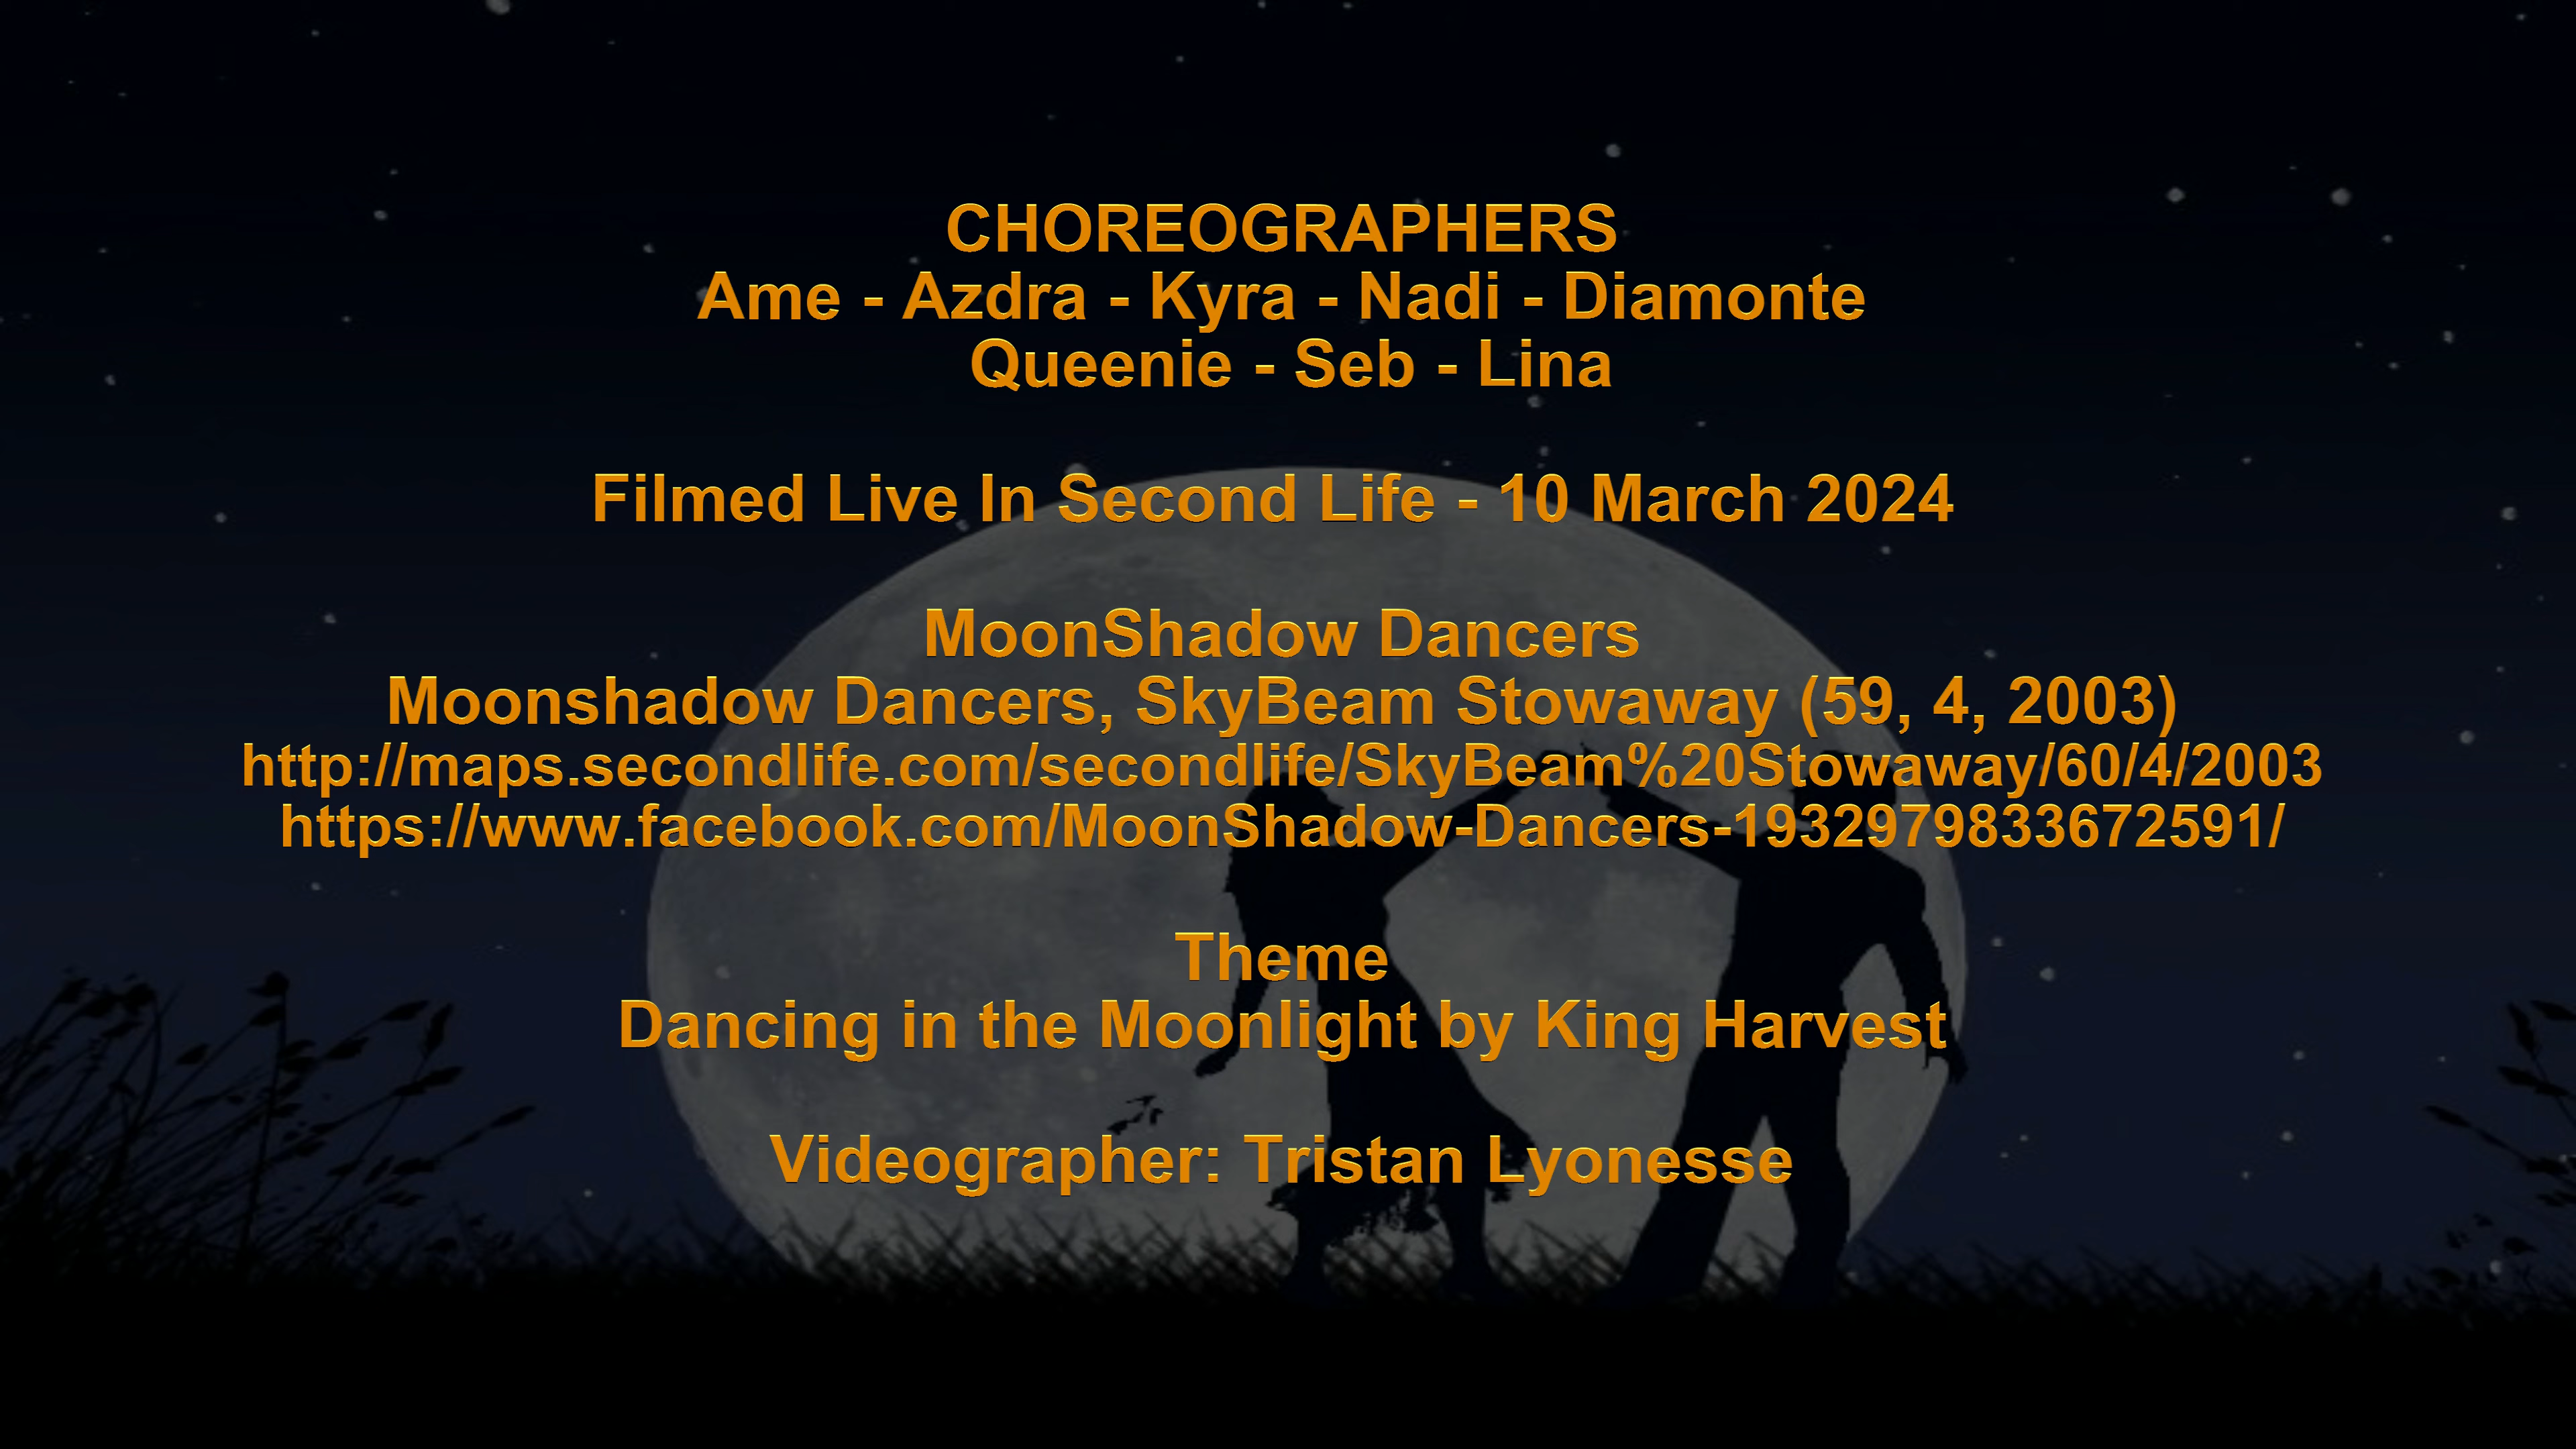 CHOREOGRAPHERS
Ame - Azdra - Kyra - Nadi - Diamonte
Queenie - Seb - Lina
Filmed Live In Second Life - 10 March 2024
MoonShadow Dancers
Moonshadow Dancers, SkyBeam Stowaway (59, 4, 2003)
http://maps.secondlife.com/secondlife/SkyBeam%20Stowaway/60/4/2003
https://www.facebook.com/MoonShadow-Dancers-1932979833672591/
Theme
Dancing in the Moonlight by King Harvest
Videographer: Tristan Lyonesse